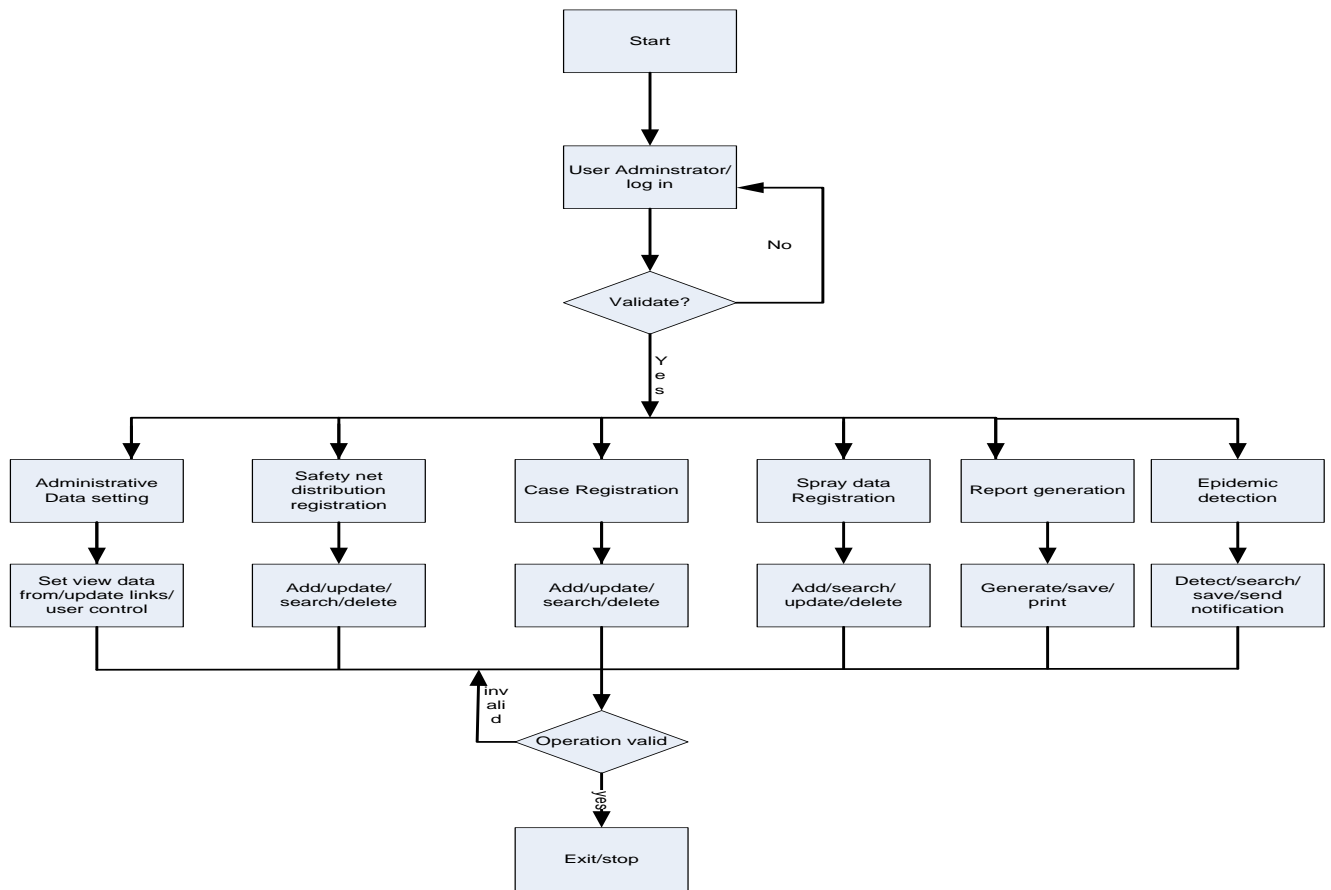 Start
User Adminstrator/
log in
No
Validate?
Y
e
s
Administrative
Data setting
Safety net
distribution
registration
Case Registration
Spray data
Registration
Report generation
Epidemic
detection
Set view data
from/update links/
user control
Add/update/
search/delete
Add/update/
search/delete
Add/search/
update/delete
Generate/save/
print
Detect/search/
save/send
notification
inv
ali
d
Operation valid
yes
Exit/stop